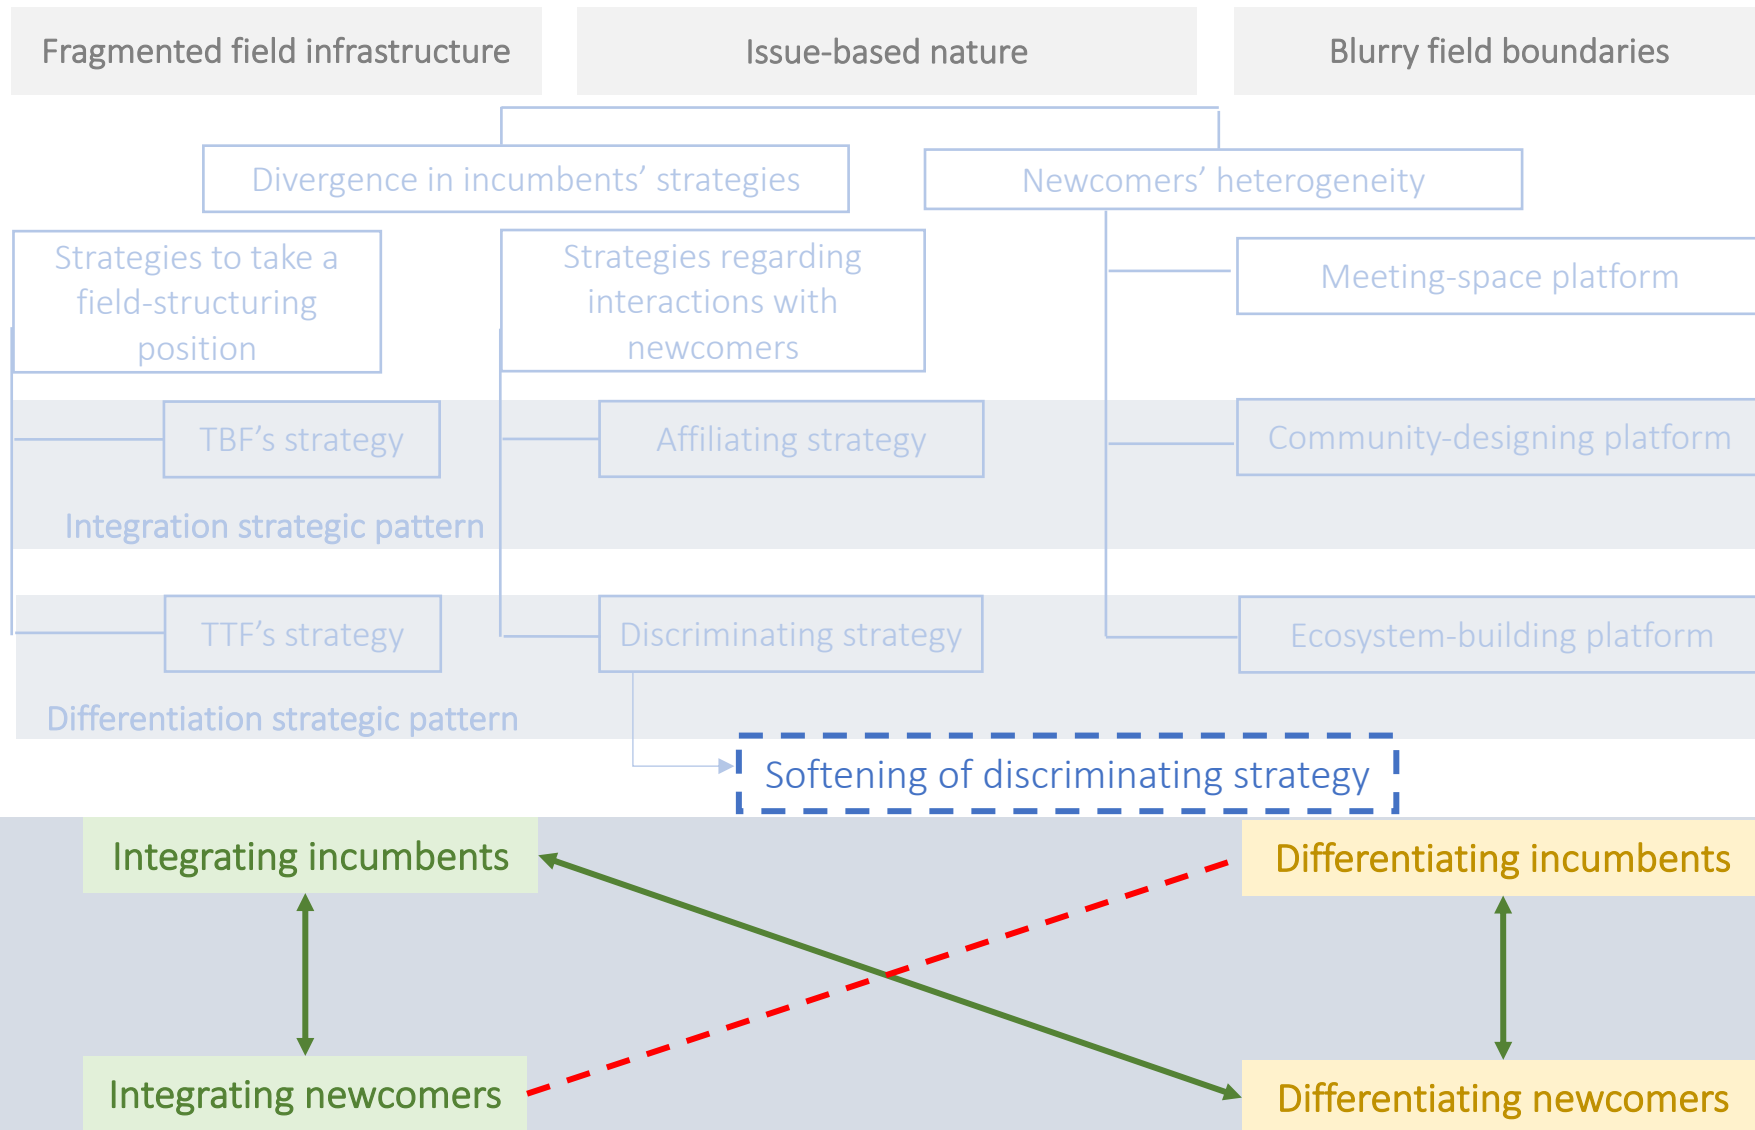 Fragmented field infrastructure
Issue-based nature
Blurry field boundaries
Divergence in incumbents’ strategies
Newcomers’ heterogeneity
Strategies to take a
field-structuring
position
Strategies regarding
interactions with
newcomers
Meeting-space platform
TBF’s strategy
Affiliating strategy
Community-designing platform
Integration strategic pattern
TTF’s strategy
Discriminating strategy
Ecosystem-building platform
Differentiation strategic pattern
Softening of discriminating strategy
Integrating incumbents
Differentiating incumbents
Integrating newcomers
Differentiating newcomers